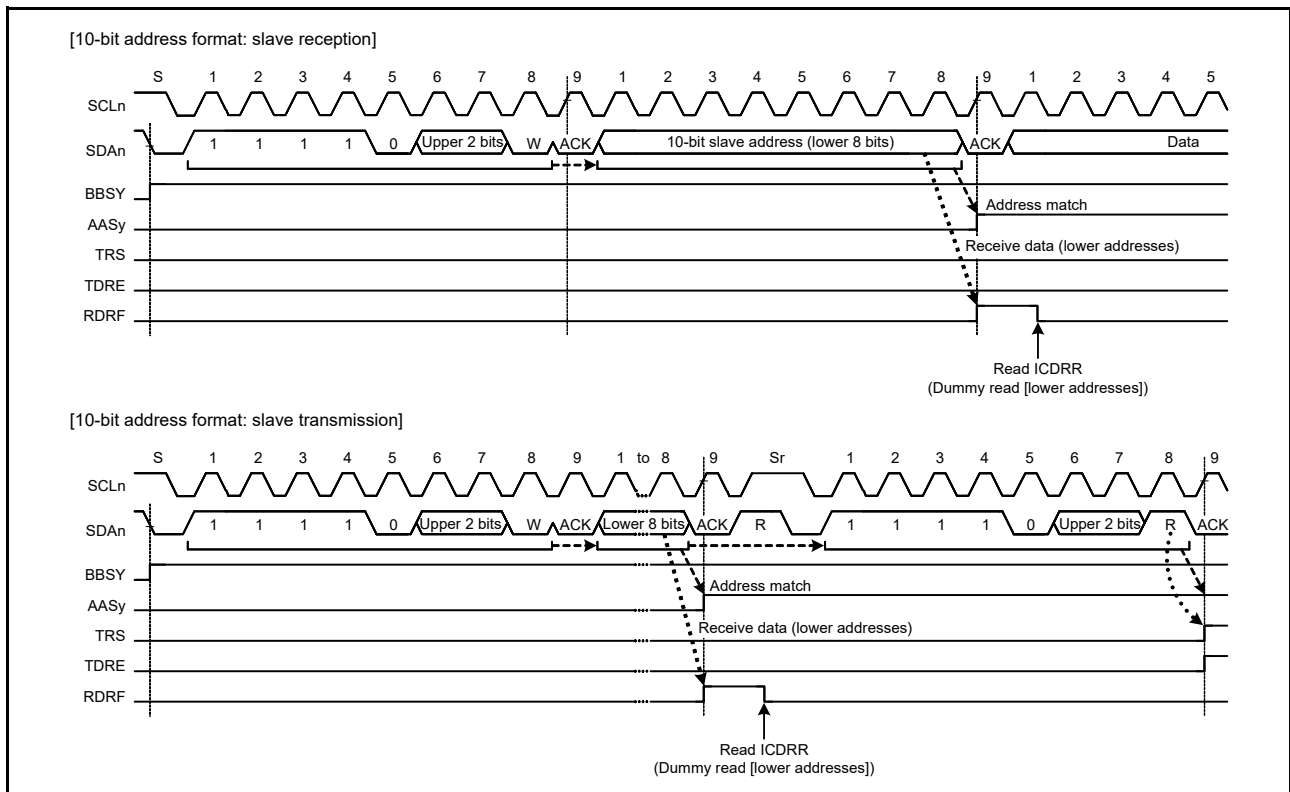 [10-bit address format: slave reception]
S 1 2 3 4 5 6 7 8 9 1 2 3 4 5 6 7 8 9 1 2 3 4 5
SCLn
SDAn 1 1 1 1 0 Upper 2 bits W ACK 10-bit slave address (lower 8 bits) ACK Data
BBSY
Address match
AASy
Receive data (lower addresses)
TRS
TDRE
RDRF
Read ICDRR
(Dummy read [lower addresses])
[10-bit address format: slave transmission]
S 1 2 3 4 5 6 7 8 9 1 to 8 9 Sr 1 2 3 4 5 6 7 8 9
SCLn
SDAn 1 1 1 1 0 Upper 2 bits W ACK Lower 8 bits ACK R 1 1 1 1 0 Upper 2 bits R ACK
BBSY
Address match
AASy
Receive data (lower addresses)
TRS
TDRE
RDRF
Read ICDRR
(Dummy read [lower addresses])